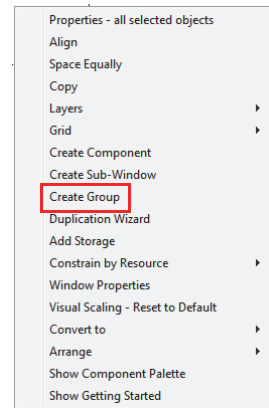 Properties - all selected objects
Align
Space Equally
Copy
Layers
Grid
Create Component
Create Sub-Window
Create Group
Duplication Wizard
Add Storage
Constrain by Resource
Window Properties
Visual Scaling - Reset to Default
Convert to
Arrange
Show Component Palette
Show Getting Started